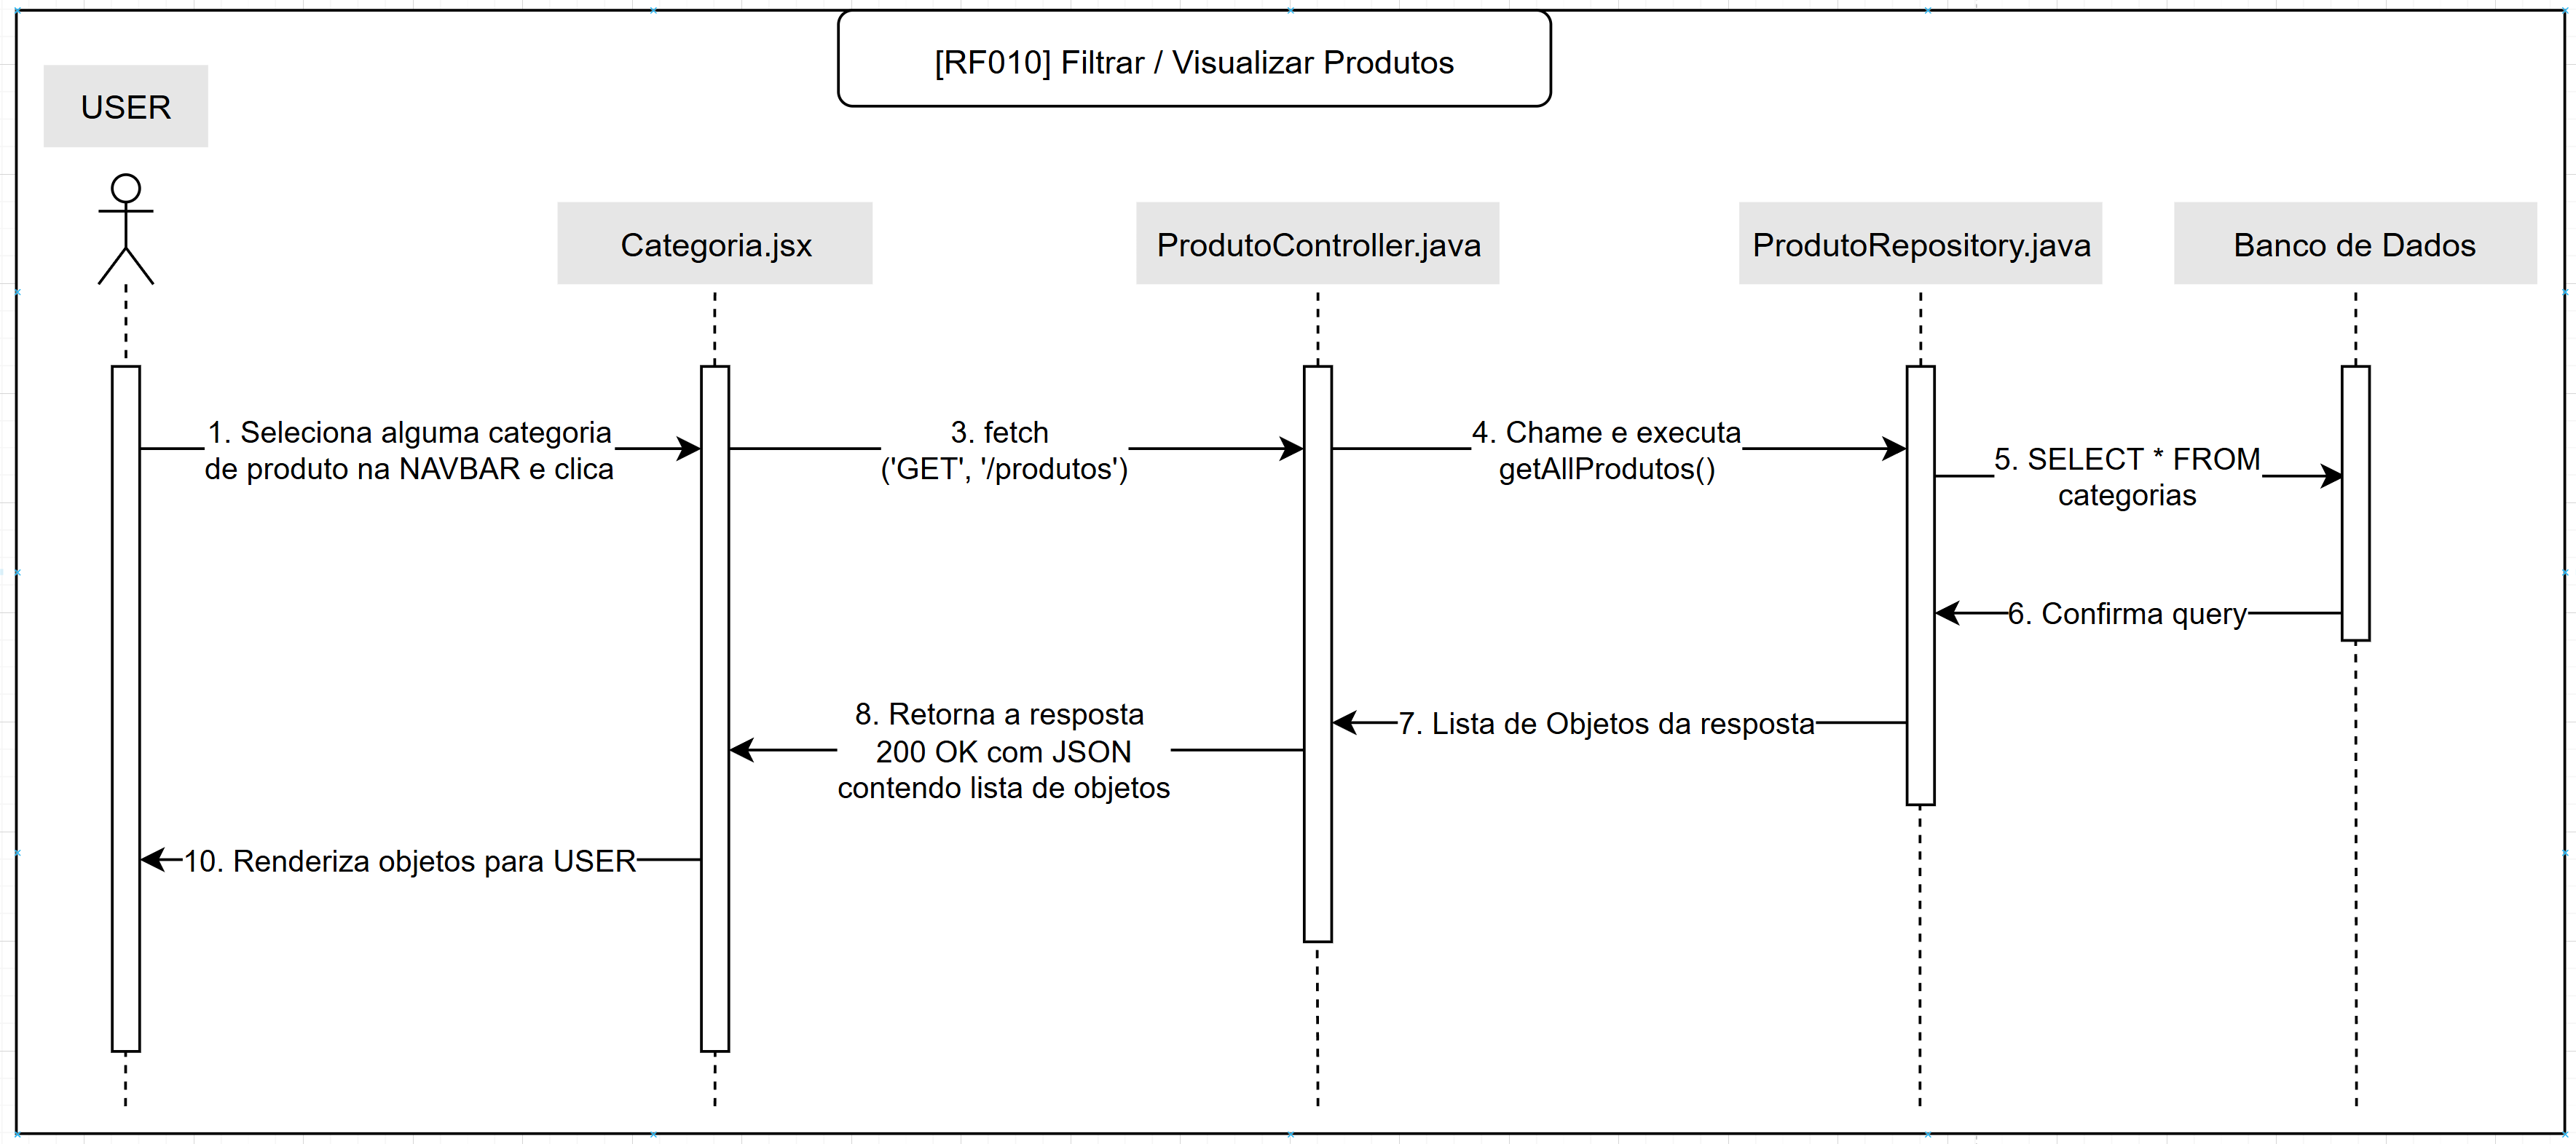 [RF010] Filtrar / Visualizar Produtos
USER
Categoria.jsx
ProdutoController.java
ProdutoRepository.java
Banco de Dados
1. Seleciona alguma categoria
de produto na NAVBAR e clica
3. fetch
('GET', '/produtos')
4. Chame e executa
getAllProdutos()
5. SELECT * FROM
categorias
6. Confirma query
7. Lista de Objetos da resposta
8. Retorna a resposta
200 OK com JSON
contendo lista de objetos
10. Renderiza objetos para USER